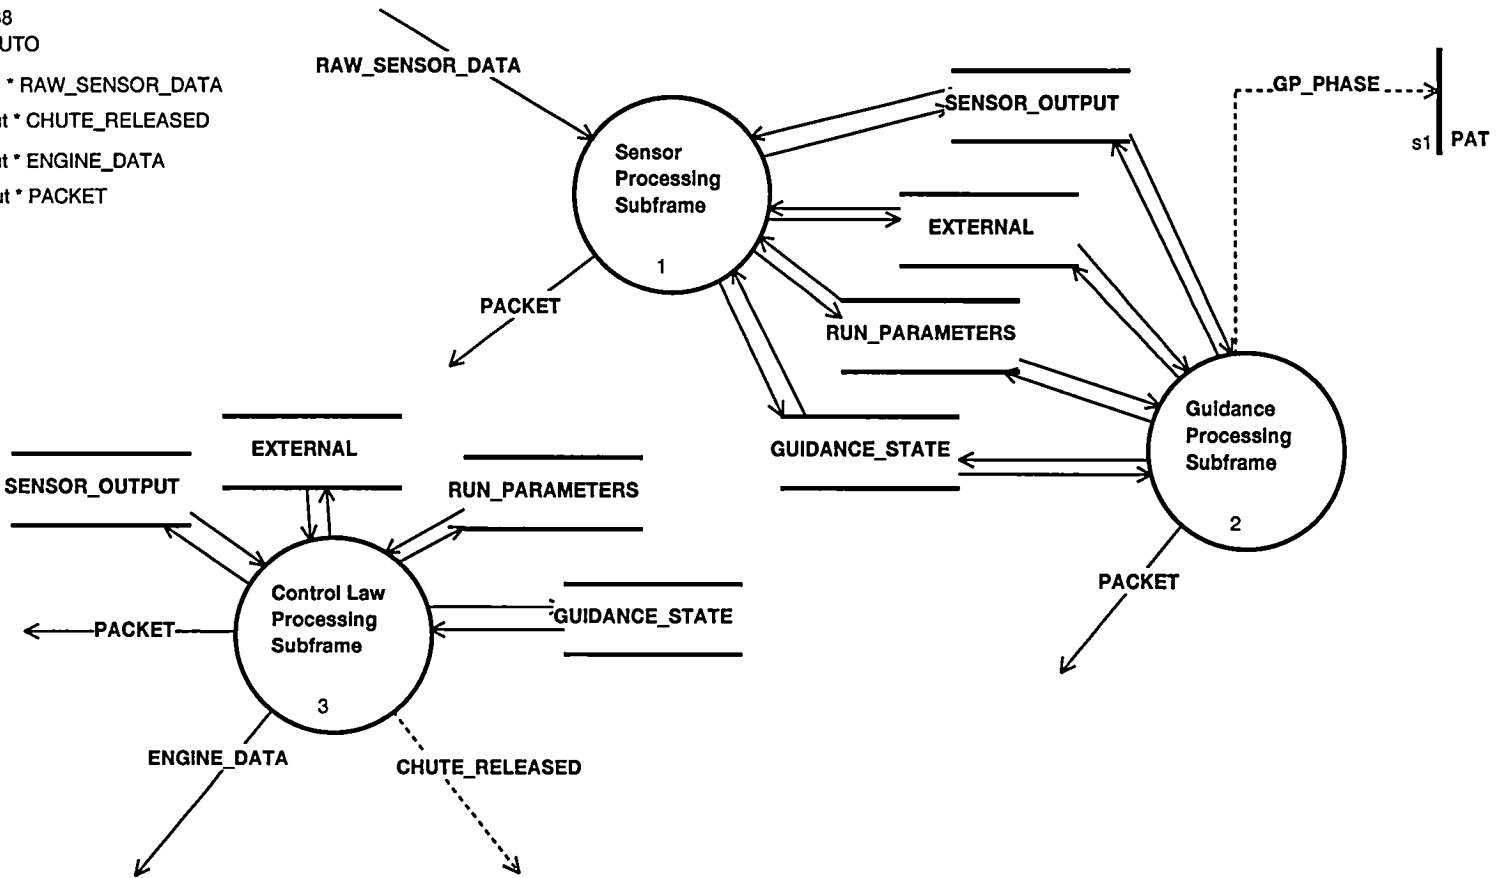 UTO
* RAW_SENSOR_DATA
* CHUTE_RELEASED
* ENGINE_DATA
* PACKET
RAW_SENSOR_DATA
SENSOR_OUTPUT
GP_PHASE
s1 PAT
Sensor
Processing
Subframe
1
EXTERNAL
PACKET
RUN_PARAMETERS
GUIDANCE_STATE
Guidance
Processing
Subframe
2
PACKET
EXTERNAL
SENSOR_OUTPUT
RUN_PARAMETERS
Control Law
Processing
Subframe
3
GUIDANCE_STATE
PACKET
ENGINE_DATA
CHUTE_RELEASED